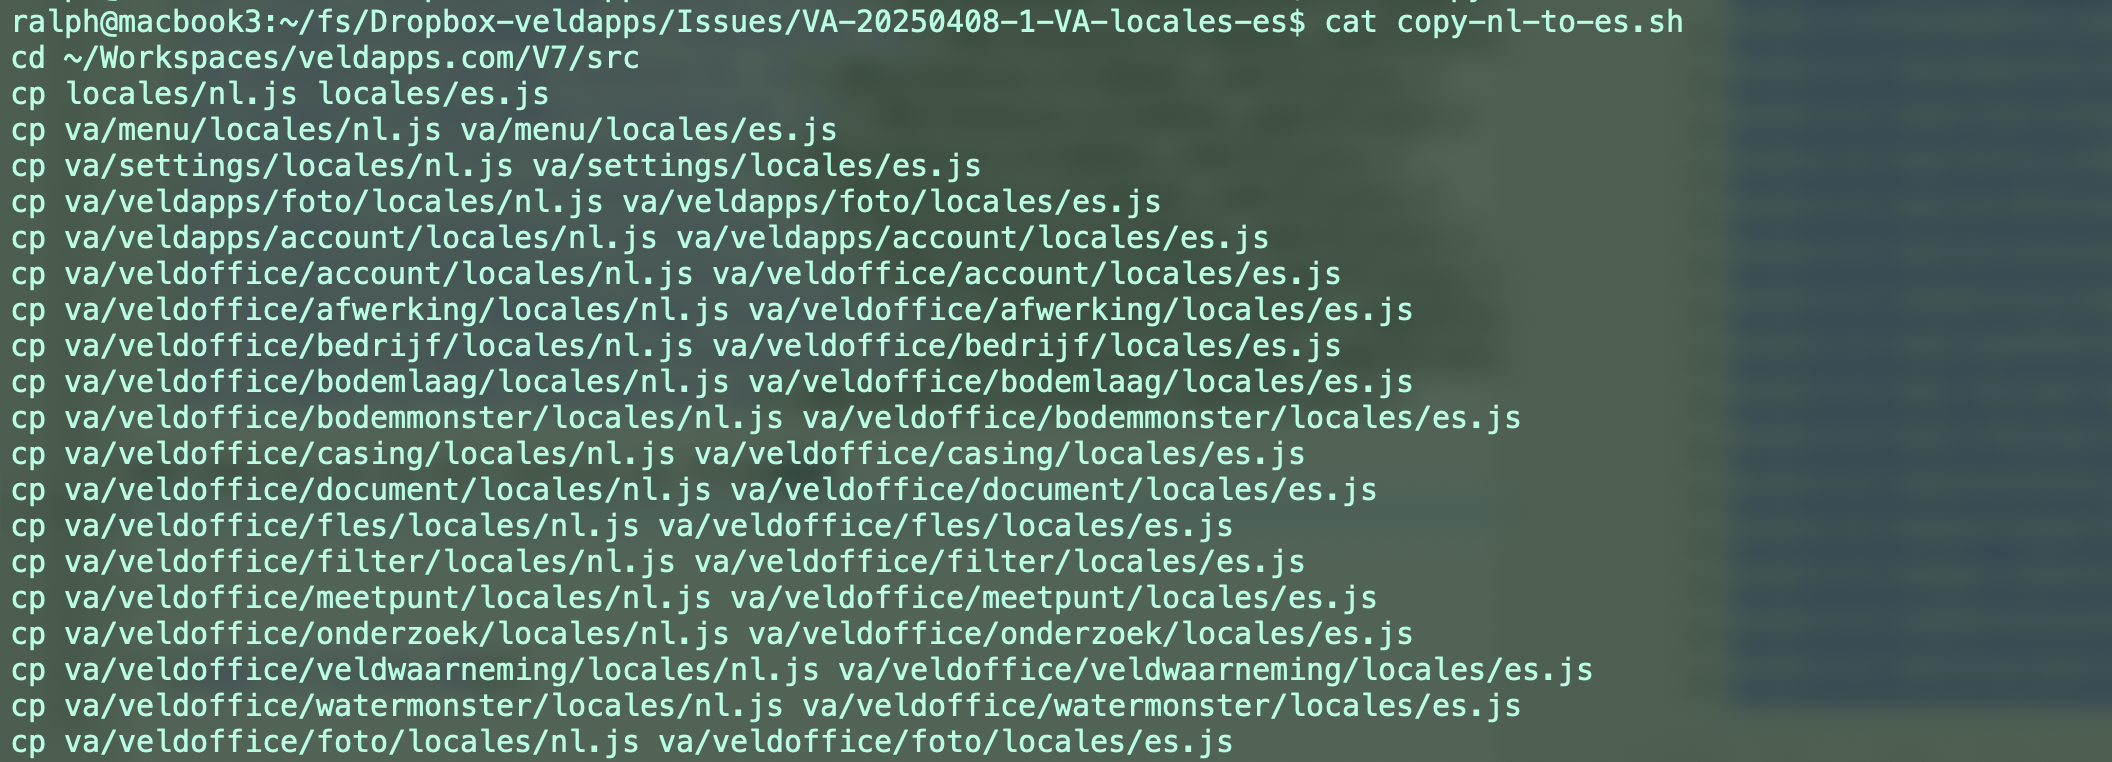 ralph@macbook3:~/fs/Dropbox-veldapps/Issues/VA-20250408-1-VA-locales-es$ cat copy-nl-to-es.sh
cd ~/Workspaces/veldapps.com/V7/src
cp locales/nl.js locales/es.js
cp va/menu/locales/nl.js va/menu/locales/es.js
cp va/settings/locales/nl.js va/settings/locales/es.js
cp va/veldapps/foto/locales/nl.js va/veldapps/foto/locales/es.js
cp va/veldapps/account/locales/nl.js va/veldapps/account/locales/es.js
cp va/veldoffice/account/locales/nl.js va/veldoffice/account/locales/es.js
cp va/veldoffice/afwerking/locales/nl.js va/veldoffice/afwerking/locales/es.js
cp va/veldoffice/bedrijf/locales/nl.js va/veldoffice/bedrijf/locales/es.js
cp va/veldoffice/bodemlaag/locales/nl.js va/veldoffice/bodemlaag/locales/es.js
cp va/veldoffice/bodemmonster/locales/nl.js va/veldoffice/bodemmonster/locales/es.js
cp va/veldoffice/casing/locales/nl.js va/veldoffice/casing/locales/es.js
cp va/veldoffice/document/locales/nl.js va/veldoffice/document/locales/es.js
cp va/veldoffice/fles/locales/nl.js va/veldoffice/fles/locales/es.js
cp va/veldoffice/filter/locales/nl.js va/veldoffice/filter/locales/es.js
cp va/veldoffice/meetpunt/locales/nl.js va/veldoffice/meetpunt/locales/es.js
cp va/veldoffice/onderzoek/locales/nl.js va/veldoffice/onderzoek/locales/es.js
cp va/veldoffice/veldwaarneming/locales/nl.js va/veldoffice/veldwaarneming/locales/es.js
cp va/veldoffice/watermonster/locales/nl.js va/veldoffice/watermonster/locales/es.js
cp va/veldoffice/foto/locales/nl.js va/veldoffice/foto/locales/es.js